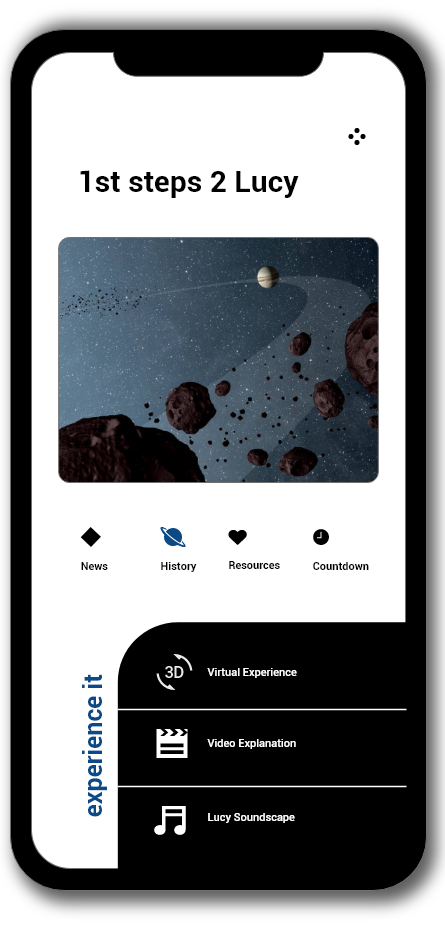 1st steps 2 Lucy
News
History
Resources
Countdown
experience it
3D
Virtual Experience
Video Explanation
Lucy Soundscape